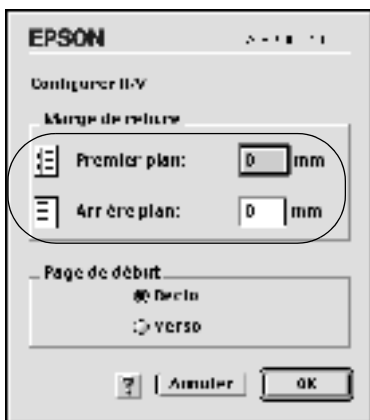 EPSON
Configurer R-V
Marge de reliure
Premier plan: 0 mm
Arrière plan: 0 mm
Page de début
Recto
Verso
? Annuler OK